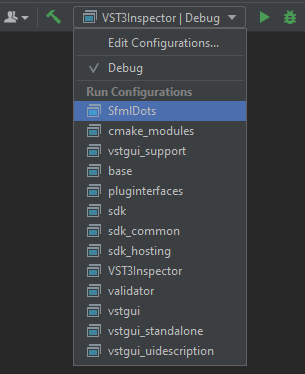 VST3Inspector | Debug
Edit Configurations...
Debug
Run Configurations
SfmlDots
cmake_modules
vstgui_support
base
pluginterfaces
sdk
sdk_common
sdk_hosting
VST3Inspector
validator
vstgui
vstgui_standalone
vstgui_uidescription